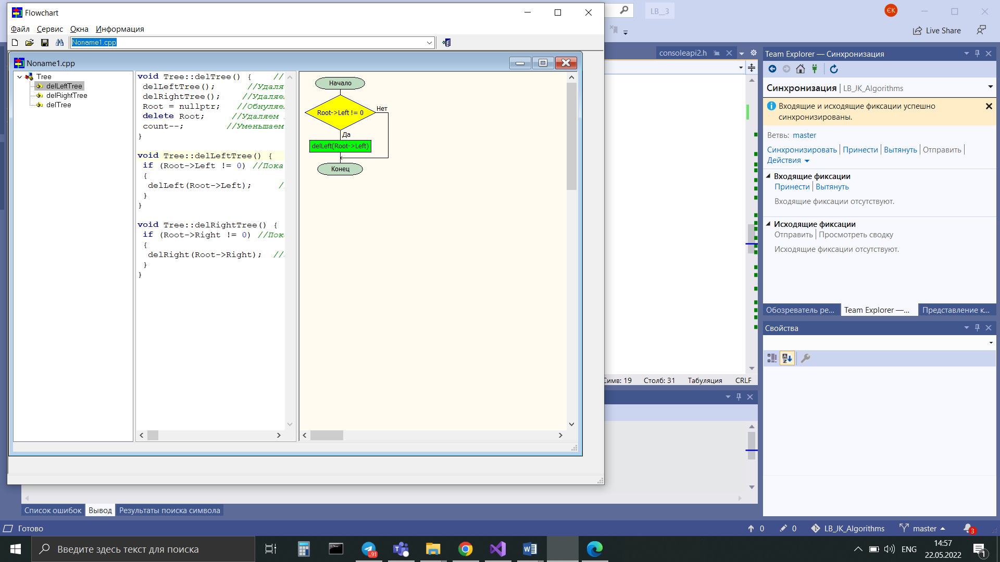 Flowchart
Файл Сервис Окна Информация
Noname1.cpp
Noname1.cpp
Tree
delLeftTree
delRightTree
delTree
void Tree::delTree() { //
delLeftTree(); //Удаля
delRightTree(); //Удаляе
Root = nullptr; //Обнуляе
delete Root; //Удаляем
count--; //Уменьшаем
}
void Tree::delLeftTree() {
if (Root->Left != 0) //Пока
{
delLeft(Root->Left); //
}
}
void Tree::delRightTree() {
if (Root->Right != 0) //Пок
{
delRight(Root->Right); //
}
}
Начало
Root->Left != 0
Нет
Да
delLeft(Root->Left)
Конец
LB__3
ЄК
Live Share
consoleapi2.h
Симв: 19 Столб: 31 Табуляция CRLF
Team Explorer — Синхронизация
Синхронизация | LB_JK_Algorithms
Входящие и исходящие фиксации успешно
синхронизированы.
Ветвь: master
Синхронизировать | Принести | Вытянуть | Отправить |
Действия
Входящие фиксации
Принести | Вытянуть
Входящие фиксации отсутствуют.
Исходящие фиксации
Отправить | Просмотреть сводку
Исходящие фиксации отсутствуют.
Обозреватель ре... Team Explorer —... Представление к...
Свойства
Список ошибок Вывод Результаты поиска символа
Готово
0 0 LB_JK_Algorithms master 3
Введите здесь текст для поиска
..91
ENG
14:57
22.05.2022
1